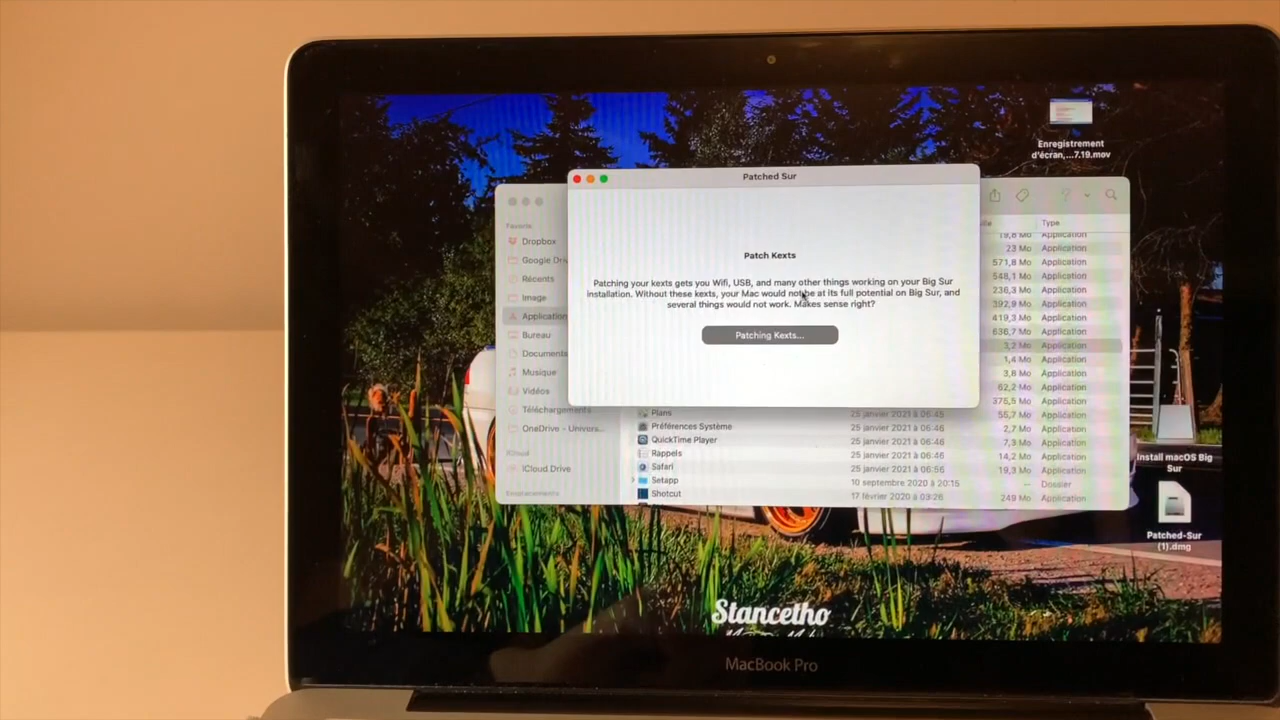 Enregistrement
d'écran,...7.19.mov
Patched Sur
Patch Kexts
Patching your kexts gets you Wifi, USB, and many other things working on your Big Sur
installation. Without these kexts, your Mac would not be at its full potential on Big Sur, and
several things would not work. Makes sense right?
Patching Kexts...
Favoris
Dropbox
Google Driv
Récents
Image
Application
Bureau
Documents
Musique
Vidéos
Téléchargements
OneDrive - Univers...
iCloud
iCloud Drive
Emplacements
Type
19,6 Mo Application
23 Mo Application
571,8 Mo Application
548,1 Mo Application
236,3 Mo Application
392,9 Mo Application
419,3 Mo Application
636,7 Mo Application
3,2 Mo Application
1,4 Mo Application
3,8 Mo Application
62,2 Mo Application
375,5 Mo Application
Plans 25 janvier 2021 à 06:45 55,7 Mo Application
Préférences Système 25 janvier 2021 à 06:46 2,7 Mo Application
QuickTime Player 25 janvier 2021 à 06:46 7,3 Mo Application
Rappels 25 janvier 2021 à 06:46 14,2 Mo Application
Safari 25 janvier 2021 à 06:56 19,3 Mo Application
Setapp 10 septembre 2020 à 20:15 -- Dossier
Shotcut 17 février 2020 à 03:26 249 Mo Application
Install macOS Big
Sur
Patched-Sur
(1).dmg
Stancetho
MacBook Pro